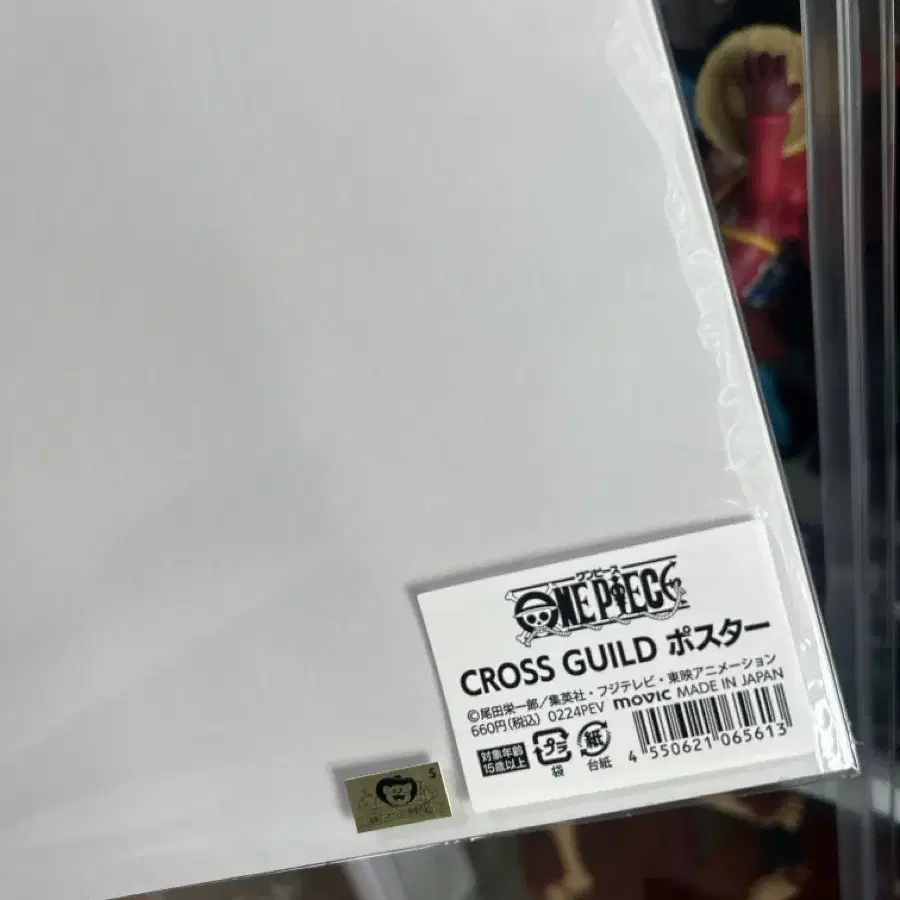 ワンピース
ONE PIECE
CROSS GUILD ポスター
©尾田栄一郎/集英社・フジテレビ・東映アニメーション
660円(税込) 0224PEV movic MADE IN JAPAN
対象年齢
15歳以上
プラ
袋
紙
台紙
4 550621 065613
S